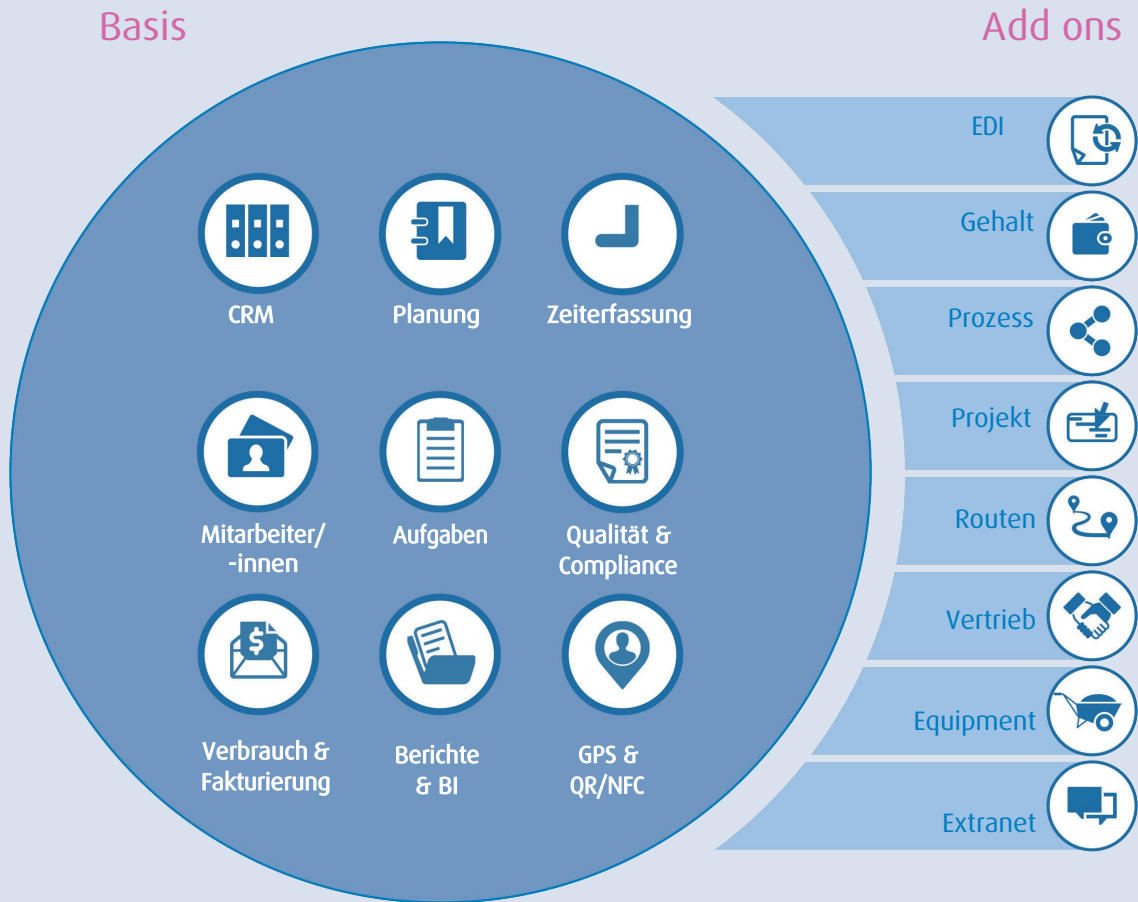 Basis
Add ons
CRM
Planung
Zeiterfassung
Mitarbeiter/
-innen
Aufgaben
Qualität &
Compliance
Verbrauch &
Fakturierung
Berichte
& BI
GPS &
QR/NFC
EDI
Gehalt
Prozess
Projekt
Routen
Vertrieb
Equipment
Extranet